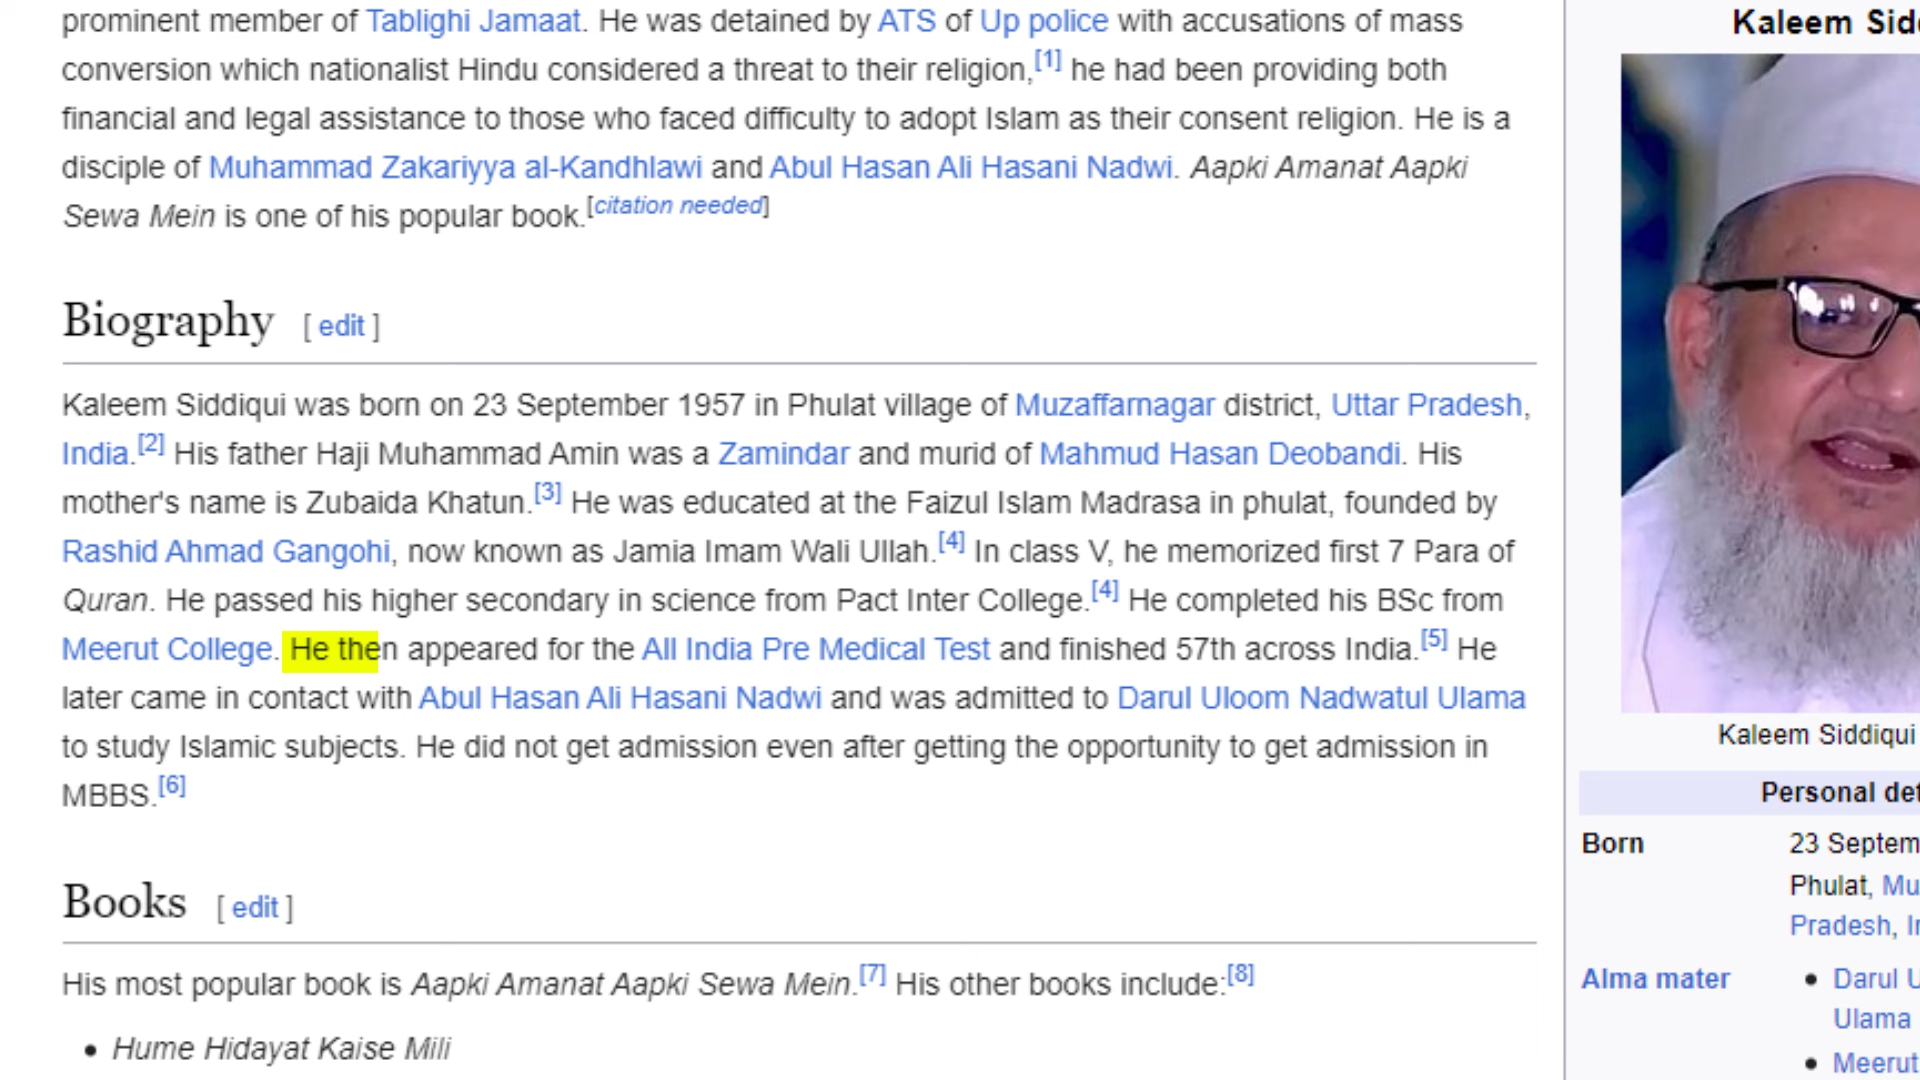 prominent member of Tablighi Jamaat. He was detained by ATS of Up police with accusations of mass
conversion which nationalist Hindu considered a threat to their religion,[1] he had been providing both
financial and legal assistance to those who faced difficulty to adopt Islam as their consent religion. He is a
disciple of Muhammad Zakariyya al-Kandhlawi and Abul Hasan Ali Hasani Nadwi. Aapki Amanat Aapki
Sewa Mein is one of his popular book.[citation needed]
Biography [ edit ]
Kaleem Siddiqui was born on 23 September 1957 in Phulat village of Muzaffarnagar district, Uttar Pradesh,
India.[2] His father Haji Muhammad Amin was a Zamindar and murid of Mahmud Hasan Deobandi. His
mother's name is Zubaida Khatun.[3] He was educated at the Faizul Islam Madrasa in phulat, founded by
Rashid Ahmad Gangohi, now known as Jamia Imam Wali Ullah.[4] In class V, he memorized first 7 Para of
Quran. He passed his higher secondary in science from Pact Inter College.[4] He completed his BSc from
Meerut College. He then appeared for the All India Pre Medical Test and finished 57th across India.[5] He
later came in contact with Abul Hasan Ali Hasani Nadwi and was admitted to Darul Uloom Nadwatul Ulama
to study Islamic subjects. He did not get admission even after getting the opportunity to get admission in
MBBS.[6]
Books [ edit ]
His most popular book is Aapki Amanat Aapki Sewa Mein.[7] His other books include:[8]
• Hume Hidayat Kaise Mili
Kaleem Sid
Kaleem Siddiqui
Personal det
Born 23 Septem
Phulat, Mu
Pradesh, In
Alma mater • Darul U
Ulama
• Meerut